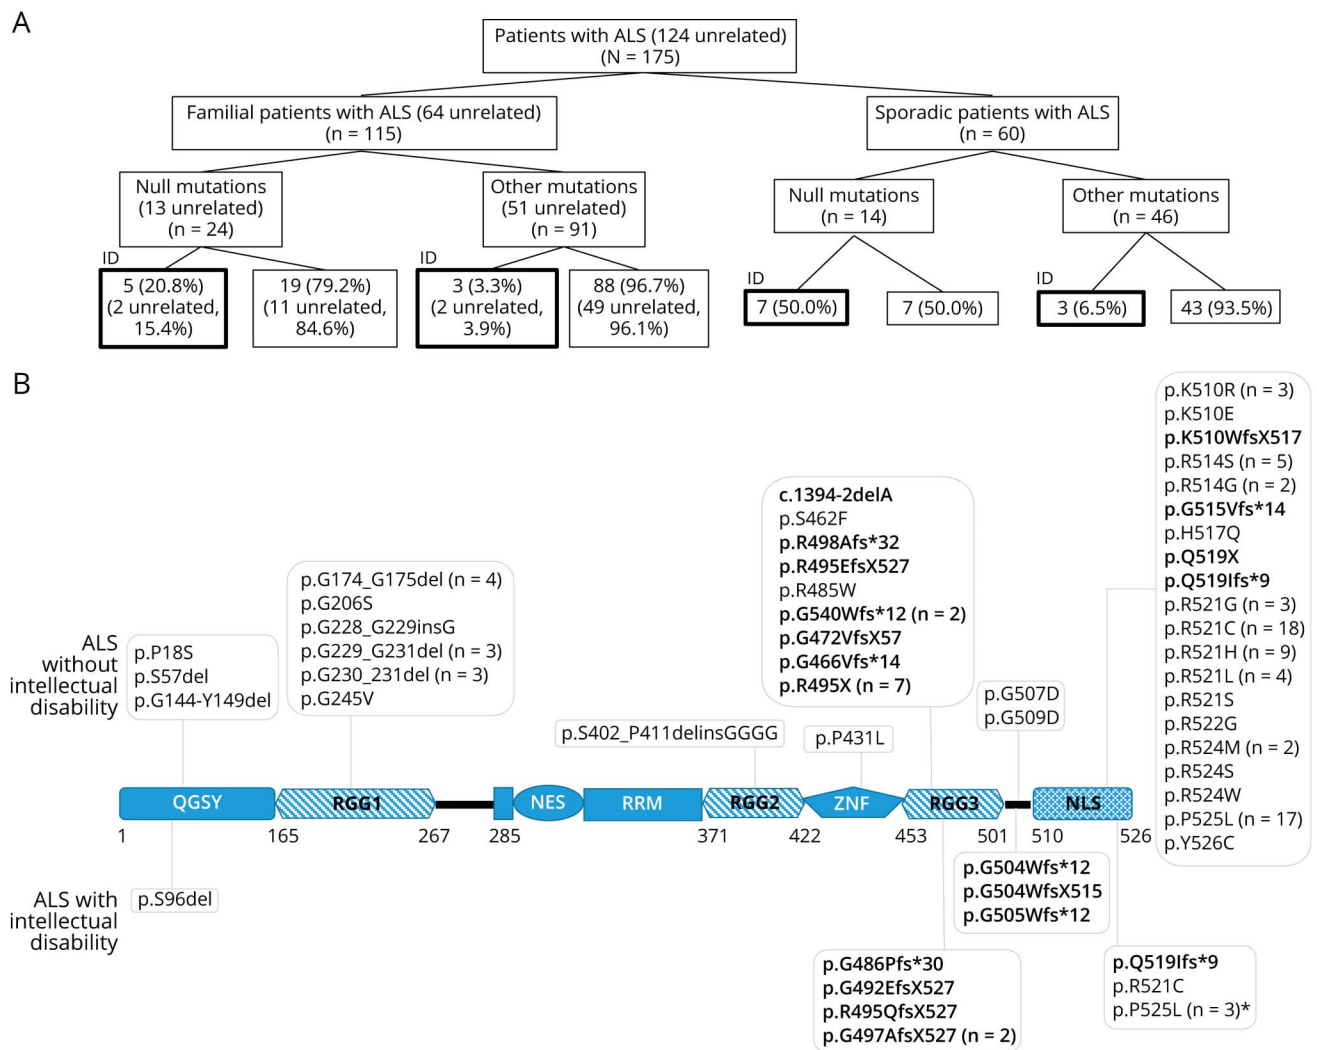 A
Patients with ALS (124 unrelated)
(N = 175)
Familial patients with ALS (64 unrelated)
(n = 115)
Sporadic patients with ALS
(n = 60)
Null mutations
(13 unrelated)
(n = 24)
Other mutations
(51 unrelated)
(n = 91)
Null mutations
(n = 14)
Other mutations
(n = 46)
ID
5 (20.8%)
(2 unrelated,
15.4%)
19 (79.2%)
(11 unrelated,
84.6%)
ID
3 (3.3%)
(2 unrelated,
3.9%)
88 (96.7%)
(49 unrelated,
96.1%)
ID
7 (50.0%)
7 (50.0%)
ID
3 (6.5%)
43 (93.5%)
B
ALS
without
intellectual
disability
p.P18S
p.S57del
p.G144-Y149del
p.G174_G175del (n = 4)
p.G206S
p.G228_G229insG
p.G229_G231del (n = 3)
p.G230_231del (n = 3)
p.G245V
p.S402_P411delinsGGGG
p.P431L
c.1394-2delA
p.S462F
p.R498Afs*32
p.R495EfsX527
p.R485W
p.G540Wfs*12 (n = 2)
p.G472VfsX57
p.G466Vfs*14
p.R495X (n = 7)
p.G507D
p.G509D
p.K510R (n = 3)
p.K510E
p.K510WfsX517
p.R514S (n = 5)
p.R514G (n = 2)
p.G515Vfs*14
p.H517Q
p.Q519X
p.Q519Ifs*9
p.R521G (n = 3)
p.R521C (n = 18)
p.R521H (n = 9)
p.R521L (n = 4)
p.R521S
p.R522G
p.R524M (n = 2)
p.R524S
p.R524W
p.P525L (n = 17)
p.Y526C
QGSY
RGG1
NES
RRM
RGG2
ZNF
RGG3
NLS
1
165
267
285
371
422
453
501
510
526
ALS with
intellectual
disability
p.S96del
p.G486Pfs*30
p.G492EfsX527
p.R495QfsX527
p.G497AfsX527 (n = 2)
p.G504Wfs*12
p.G504WfsX515
p.G505Wfs*12
p.Q519Ifs*9
p.R521C
p.P525L (n = 3)*